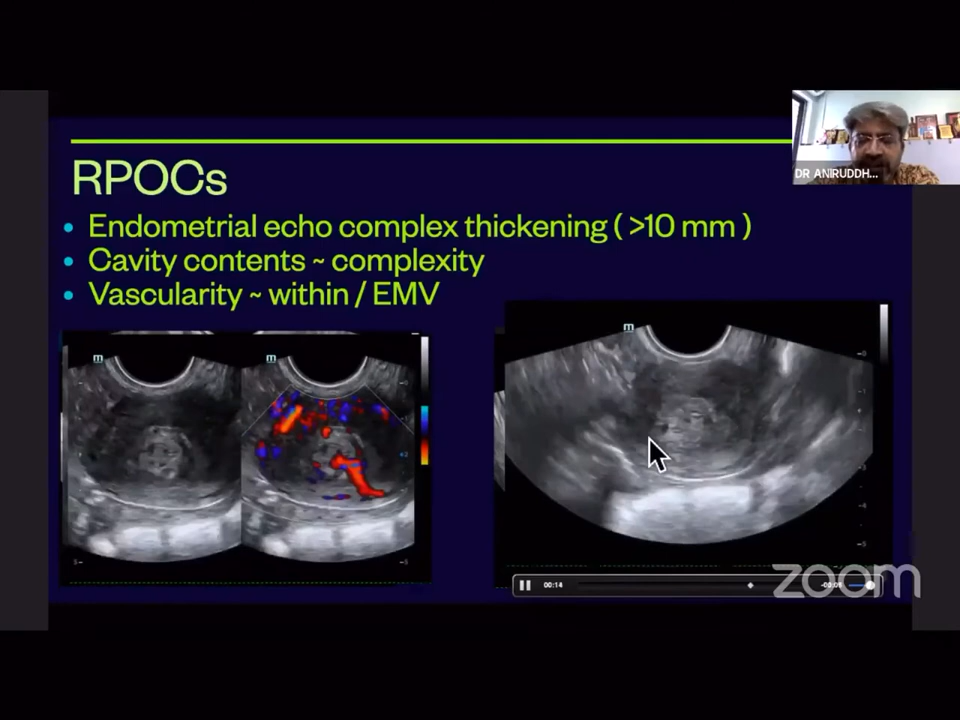 DR ANIRUDDH...
RPOCs
• Endometrial echo complex thickening ( >10 mm )
• Cavity contents ~ complexity
• Vascularity ~ within / EMV
m
m
m
00:14
zoom